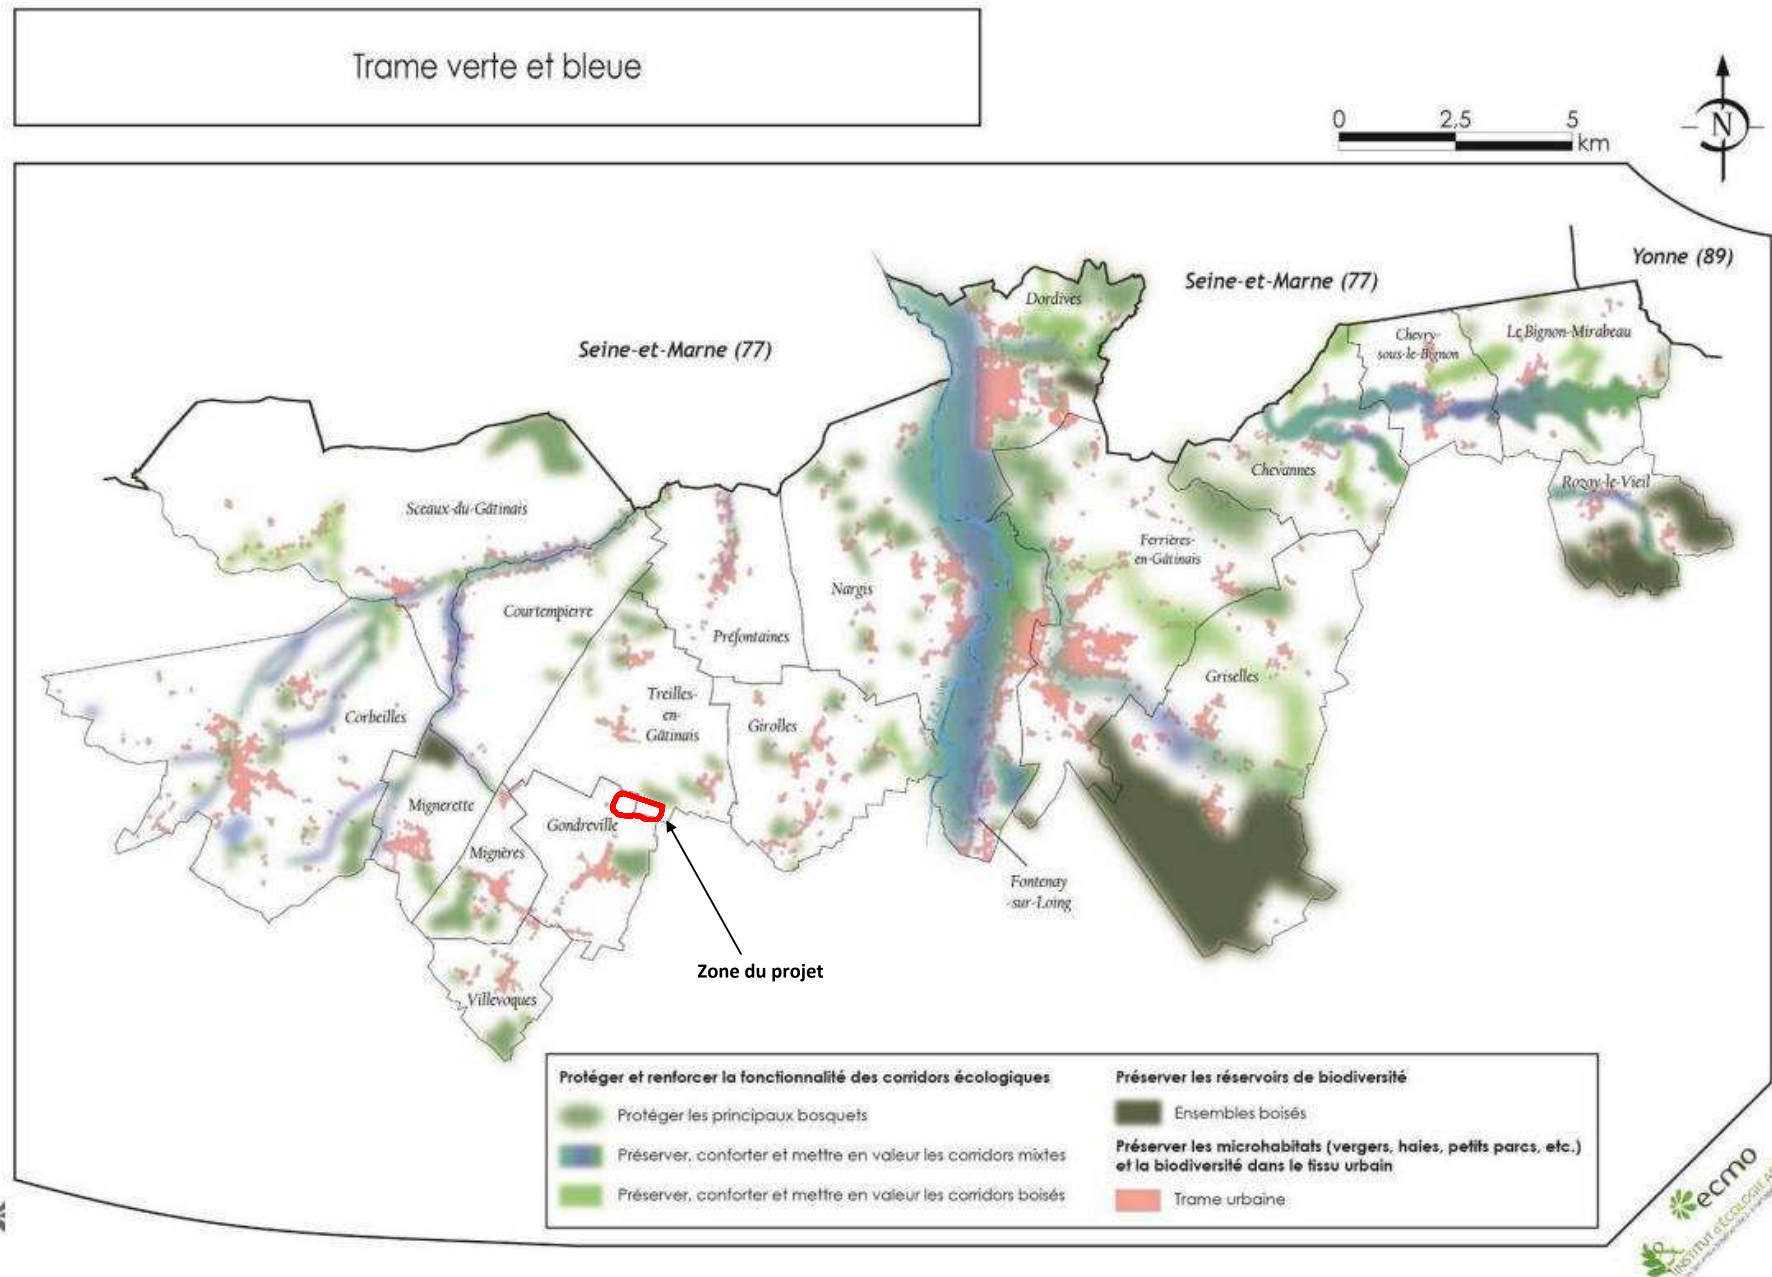 Trame verte et bleue
0 2,5 5
km
N
Yonne (89)
Seine-et-Marne (77)
Dordives
Chevry-
sous-le-Bignon
Le Bignon-Mirabeau
Seine-et-Marne (77)
Chevannes
Rozoy-le-Vieil
Sceaux-du-Gâtinais
Ferrières-
en-Gâtinais
Nargis
Courtempierre
Préfontaines
Griselles
Treilles-
en-
Gâtinais
Corbeilles
Girolles
Mignerette
Gondreville
Mignères
Fontenay
-sur-Loing
Zone du projet
Villevoques
Protéger et renforcer la fonctionnalité des corridors écologiques
Protéger les principaux bosquets
Préserver, conforter et mettre en valeur les corridors mixtes
Préserver, conforter et mettre en valeur les corridors boisés
Préserver les réservoirs de biodiversité
Ensembles boisés
Préserver les microhabitats (vergers, haies, petits parcs, etc.)
et la biodiversité dans le tissu urbain
Trame urbaine
ecmo
INSTITUT d'ÉCOLOGIE